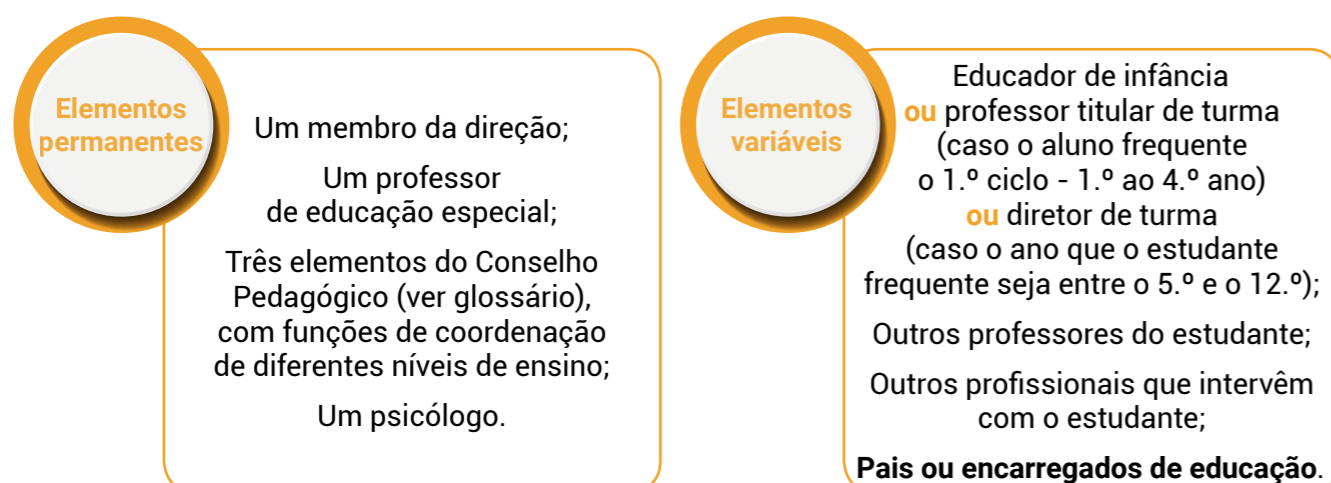 Elementos
permanentes
Um membro da direção;
Um professor
de educação especial;
Três elementos do Conselho
Pedagógico (ver glossário),
com funções de coordenação
de diferentes níveis de ensino;
Um psicólogo.
Elementos
variáveis
Educador de infância
ou professor titular de turma
(caso o aluno frequente
o 1.º ciclo - 1.º ao 4.º ano)
ou diretor de turma
(caso o ano que o estudante
frequente seja entre o 5.º e o 12.º);
Outros professores do estudante;
Outros profissionais que intervêm
com o estudante;
Pais ou encarregados de educação.